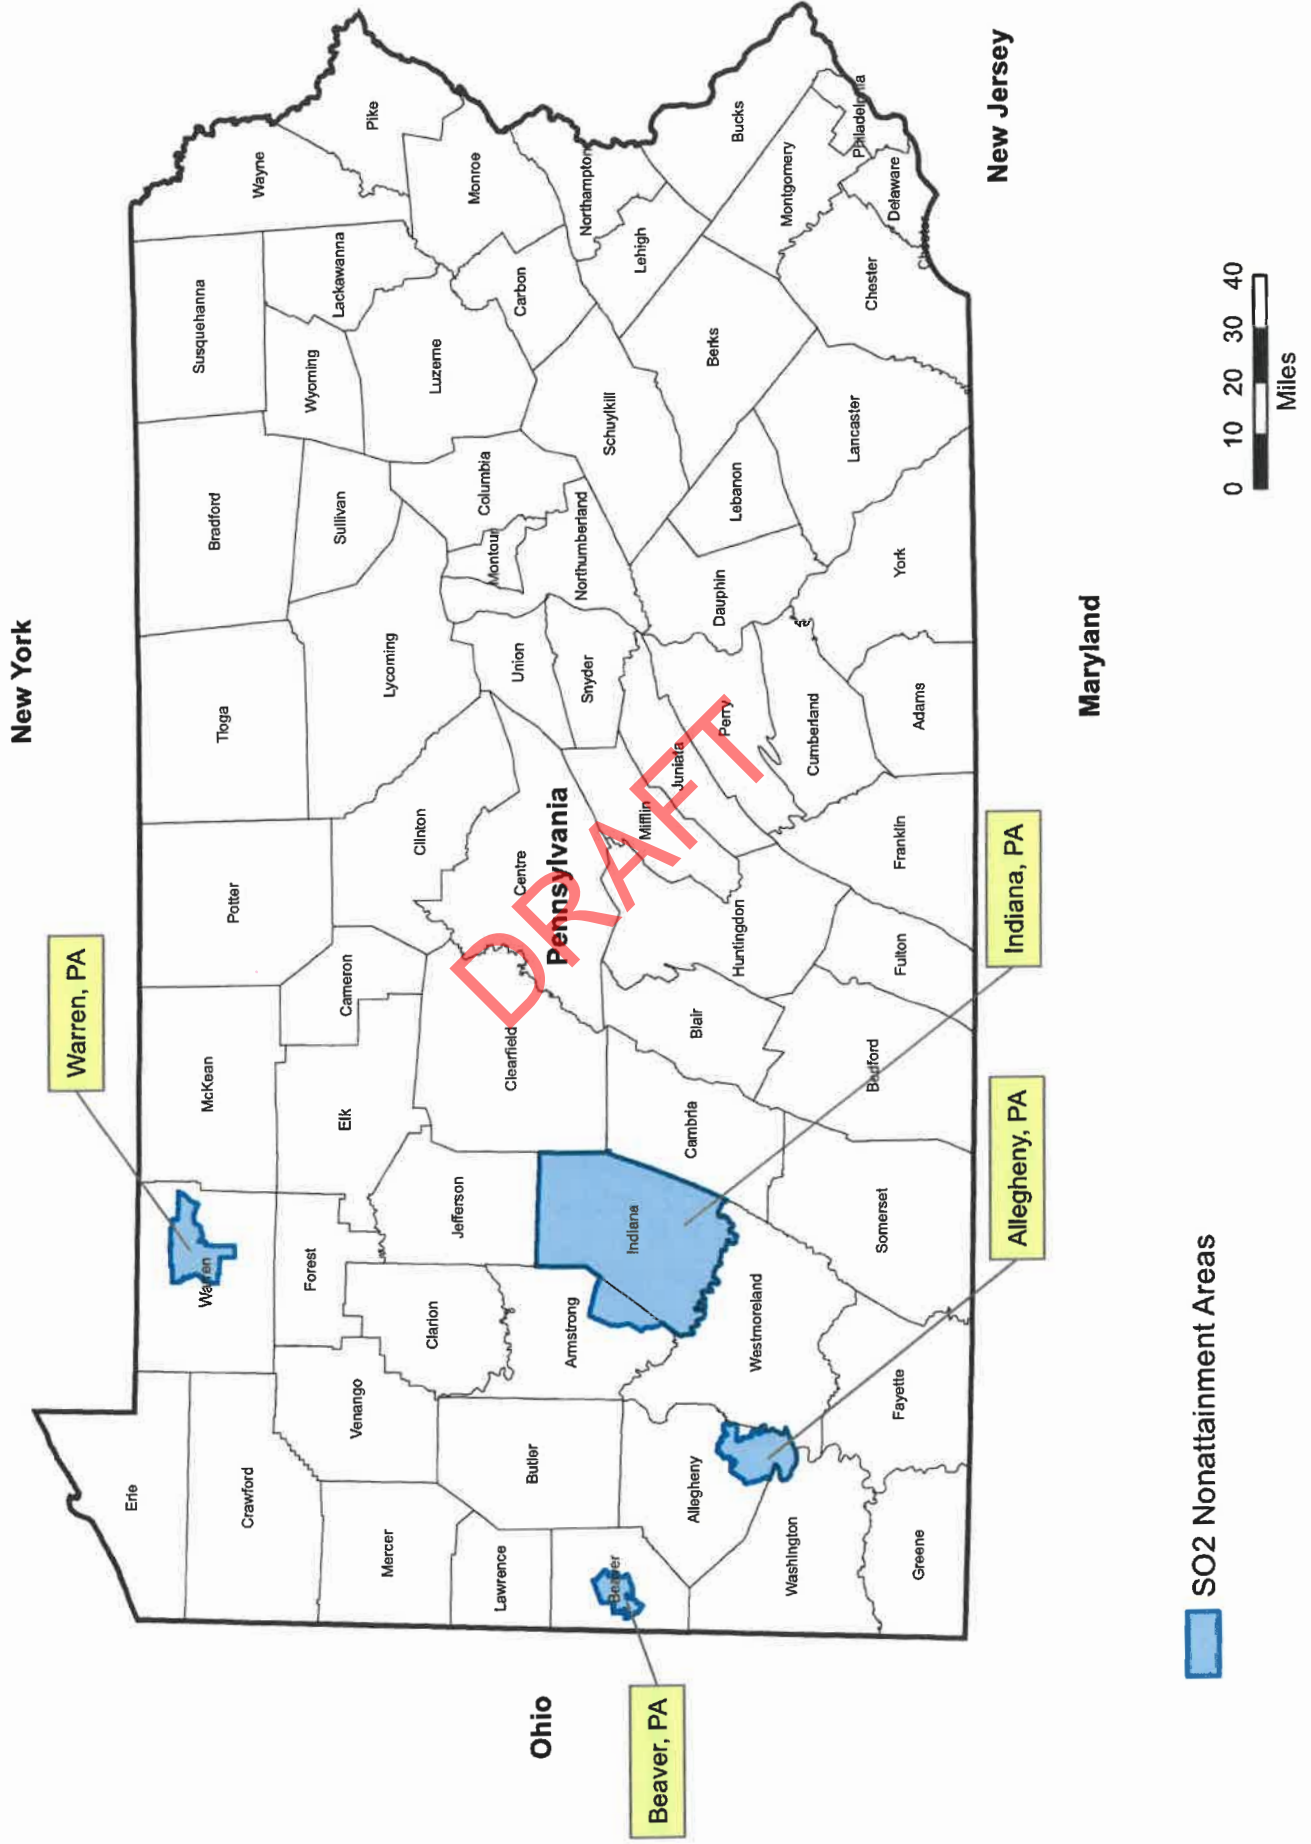 New York
Warren, PA
Erie
Crawford
Warren
McKean
Potter
Tioga
Bradford
Susquehanna
Wayne
Wyoming
Lackawanna
Pike
Forest
Elk
Cameron
Sullivan
Mercer
Venango
Clinton
Lycoming
Luzerne
Clarion
Jefferson
Columbia
Monroe
Lawrence
Butler
Clearfield
Centre
Union
Montour
Carbon
Ohio
Pennsylvania
Armstrong
Snyder
Northumberland
Northampton
Beaver
Beaver, PA
Indiana
Mifflin
Schuylkill
Lehigh
DRAFT
Allegheny
Cambria
Blair
Juniata
Huntingdon
Perry
Dauphin
Lebanon
Berks
Bucks
Westmoreland
Washington
Cumberland
Montgomery
Philadelphia
Lancaster
Chester
Delaware
Greene
Fayette
Somerset
Bedford
Fulton
Franklin
Adams
York
Chester
Allegheny, PA
Indiana, PA
New Jersey
Maryland
SO2 Nonattainment Areas
0 10 20 30 40
Miles